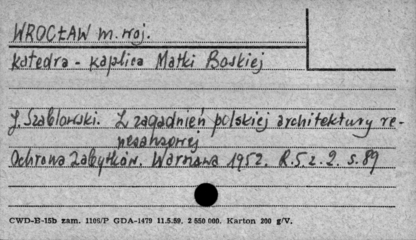 WROCŁAW m. woj.
Katedra - Kaplica Matki Boskiej
J. Szablowski. Z zagadnień polskiej architektury re-
nesansowej
Ochrona Zabytków. Warszawa 1952. R.5 z. 2. s. 89
CWD-B-15b zam. 1105/P GDA-1479 11.5.59. 2 550 000. Karton 200 g/V.